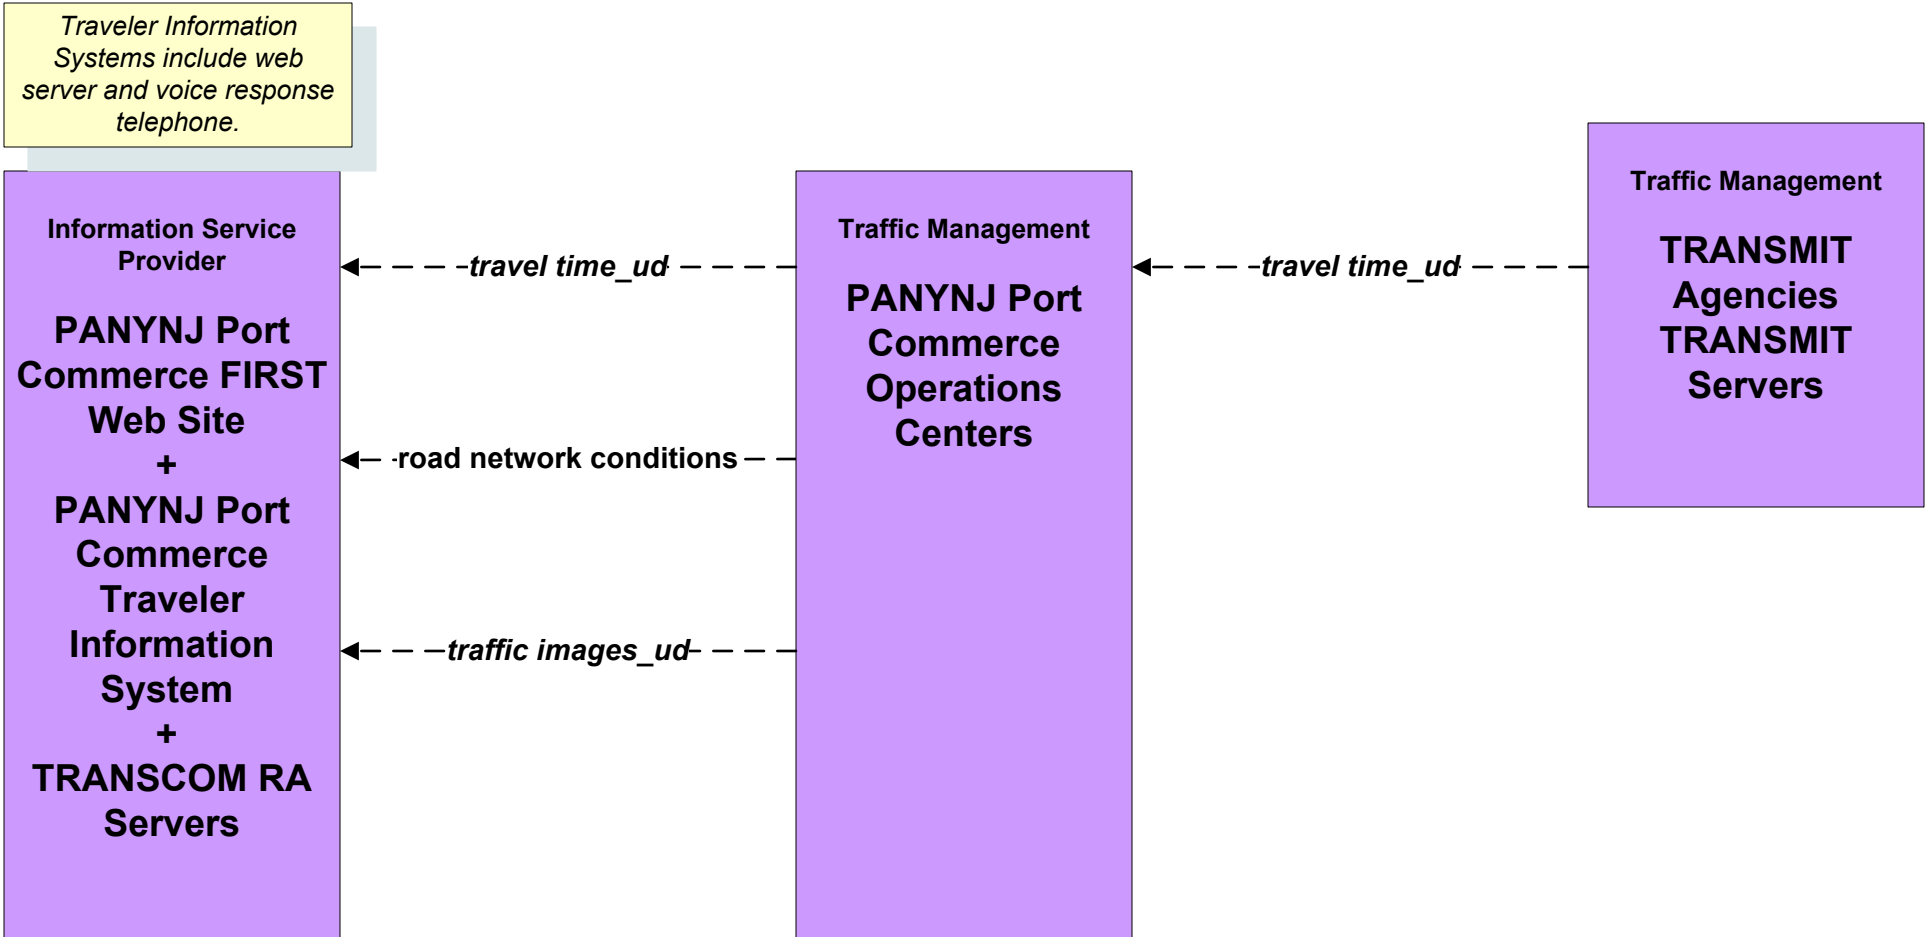 Traveler Information
Systems include web
server and voice response
telephone.
Information Service
Provider
PANYNJ Port
Commerce FIRST
Web Site
+
PANYNJ Port
Commerce
Traveler
Information
System
+
TRANSCOM RA
Servers
travel time_ud
road network conditions
traffic images_ud
Traffic Management
PANYNJ Port
Commerce
Operations
Centers
travel time_ud
Traffic Management
TRANSMIT
Agencies
TRANSMIT
Servers